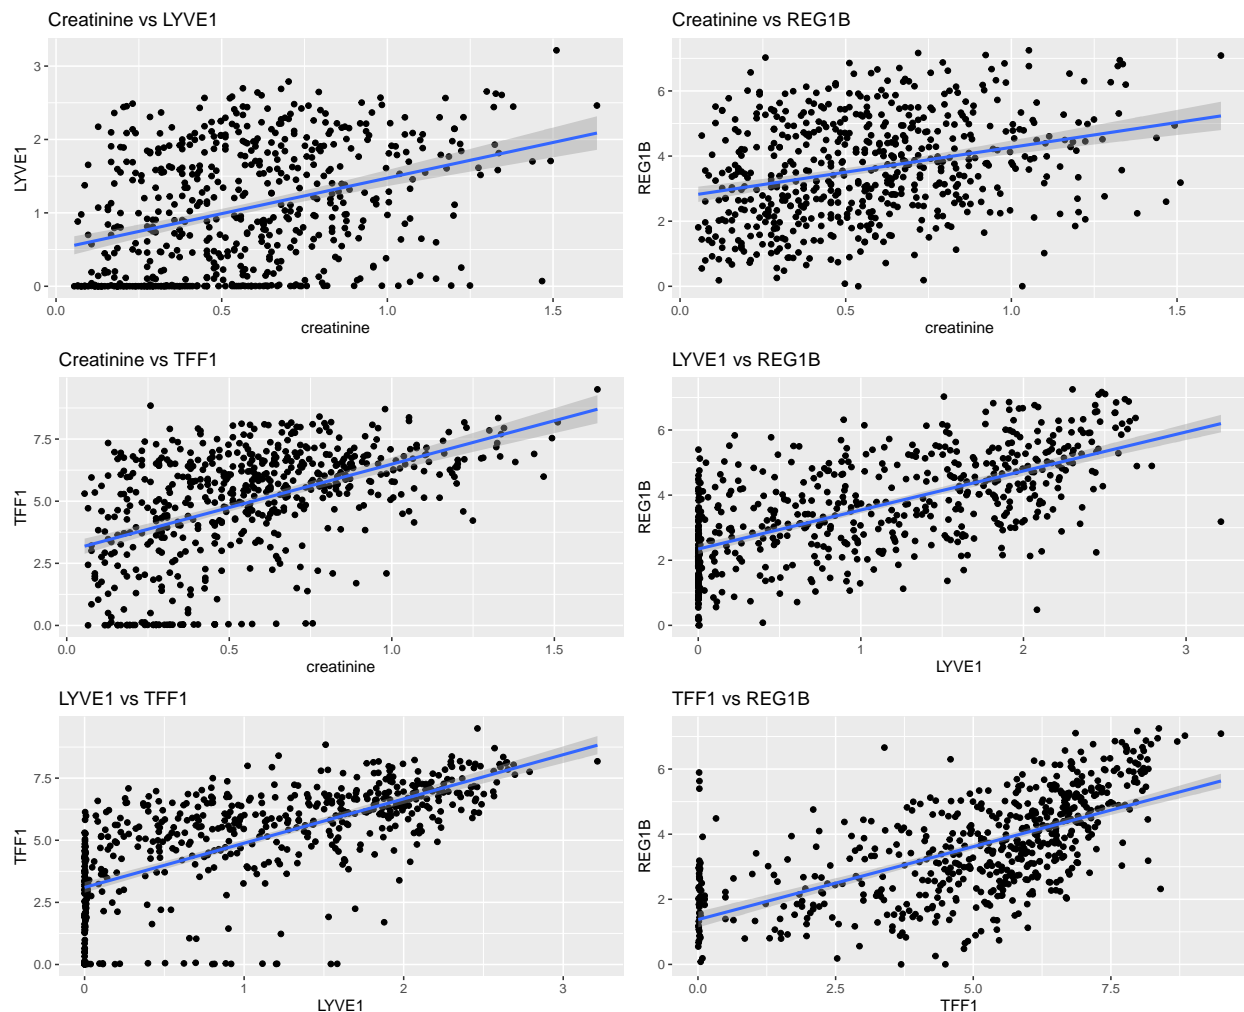 Creatinine vs LYVE1
3
2
1
0
LYVE1
0.0 0.5 1.0 1.5
creatinine
Creatinine vs REG1B
6
4
2
0
REG1B
0.0 0.5 1.0 1.5
creatinine
Creatinine vs TFF1
7.5
5.0
2.5
0.0
TFF1
0.0 0.5 1.0 1.5
creatinine
LYVE1 vs REG1B
6
4
2
0
REG1B
0 1 2 3
LYVE1
LYVE1 vs TFF1
7.5
5.0
2.5
0.0
TFF1
0 1 2 3
LYVE1
TFF1 vs REG1B
6
4
2
0
REG1B
0.0 2.5 5.0 7.5
TFF1